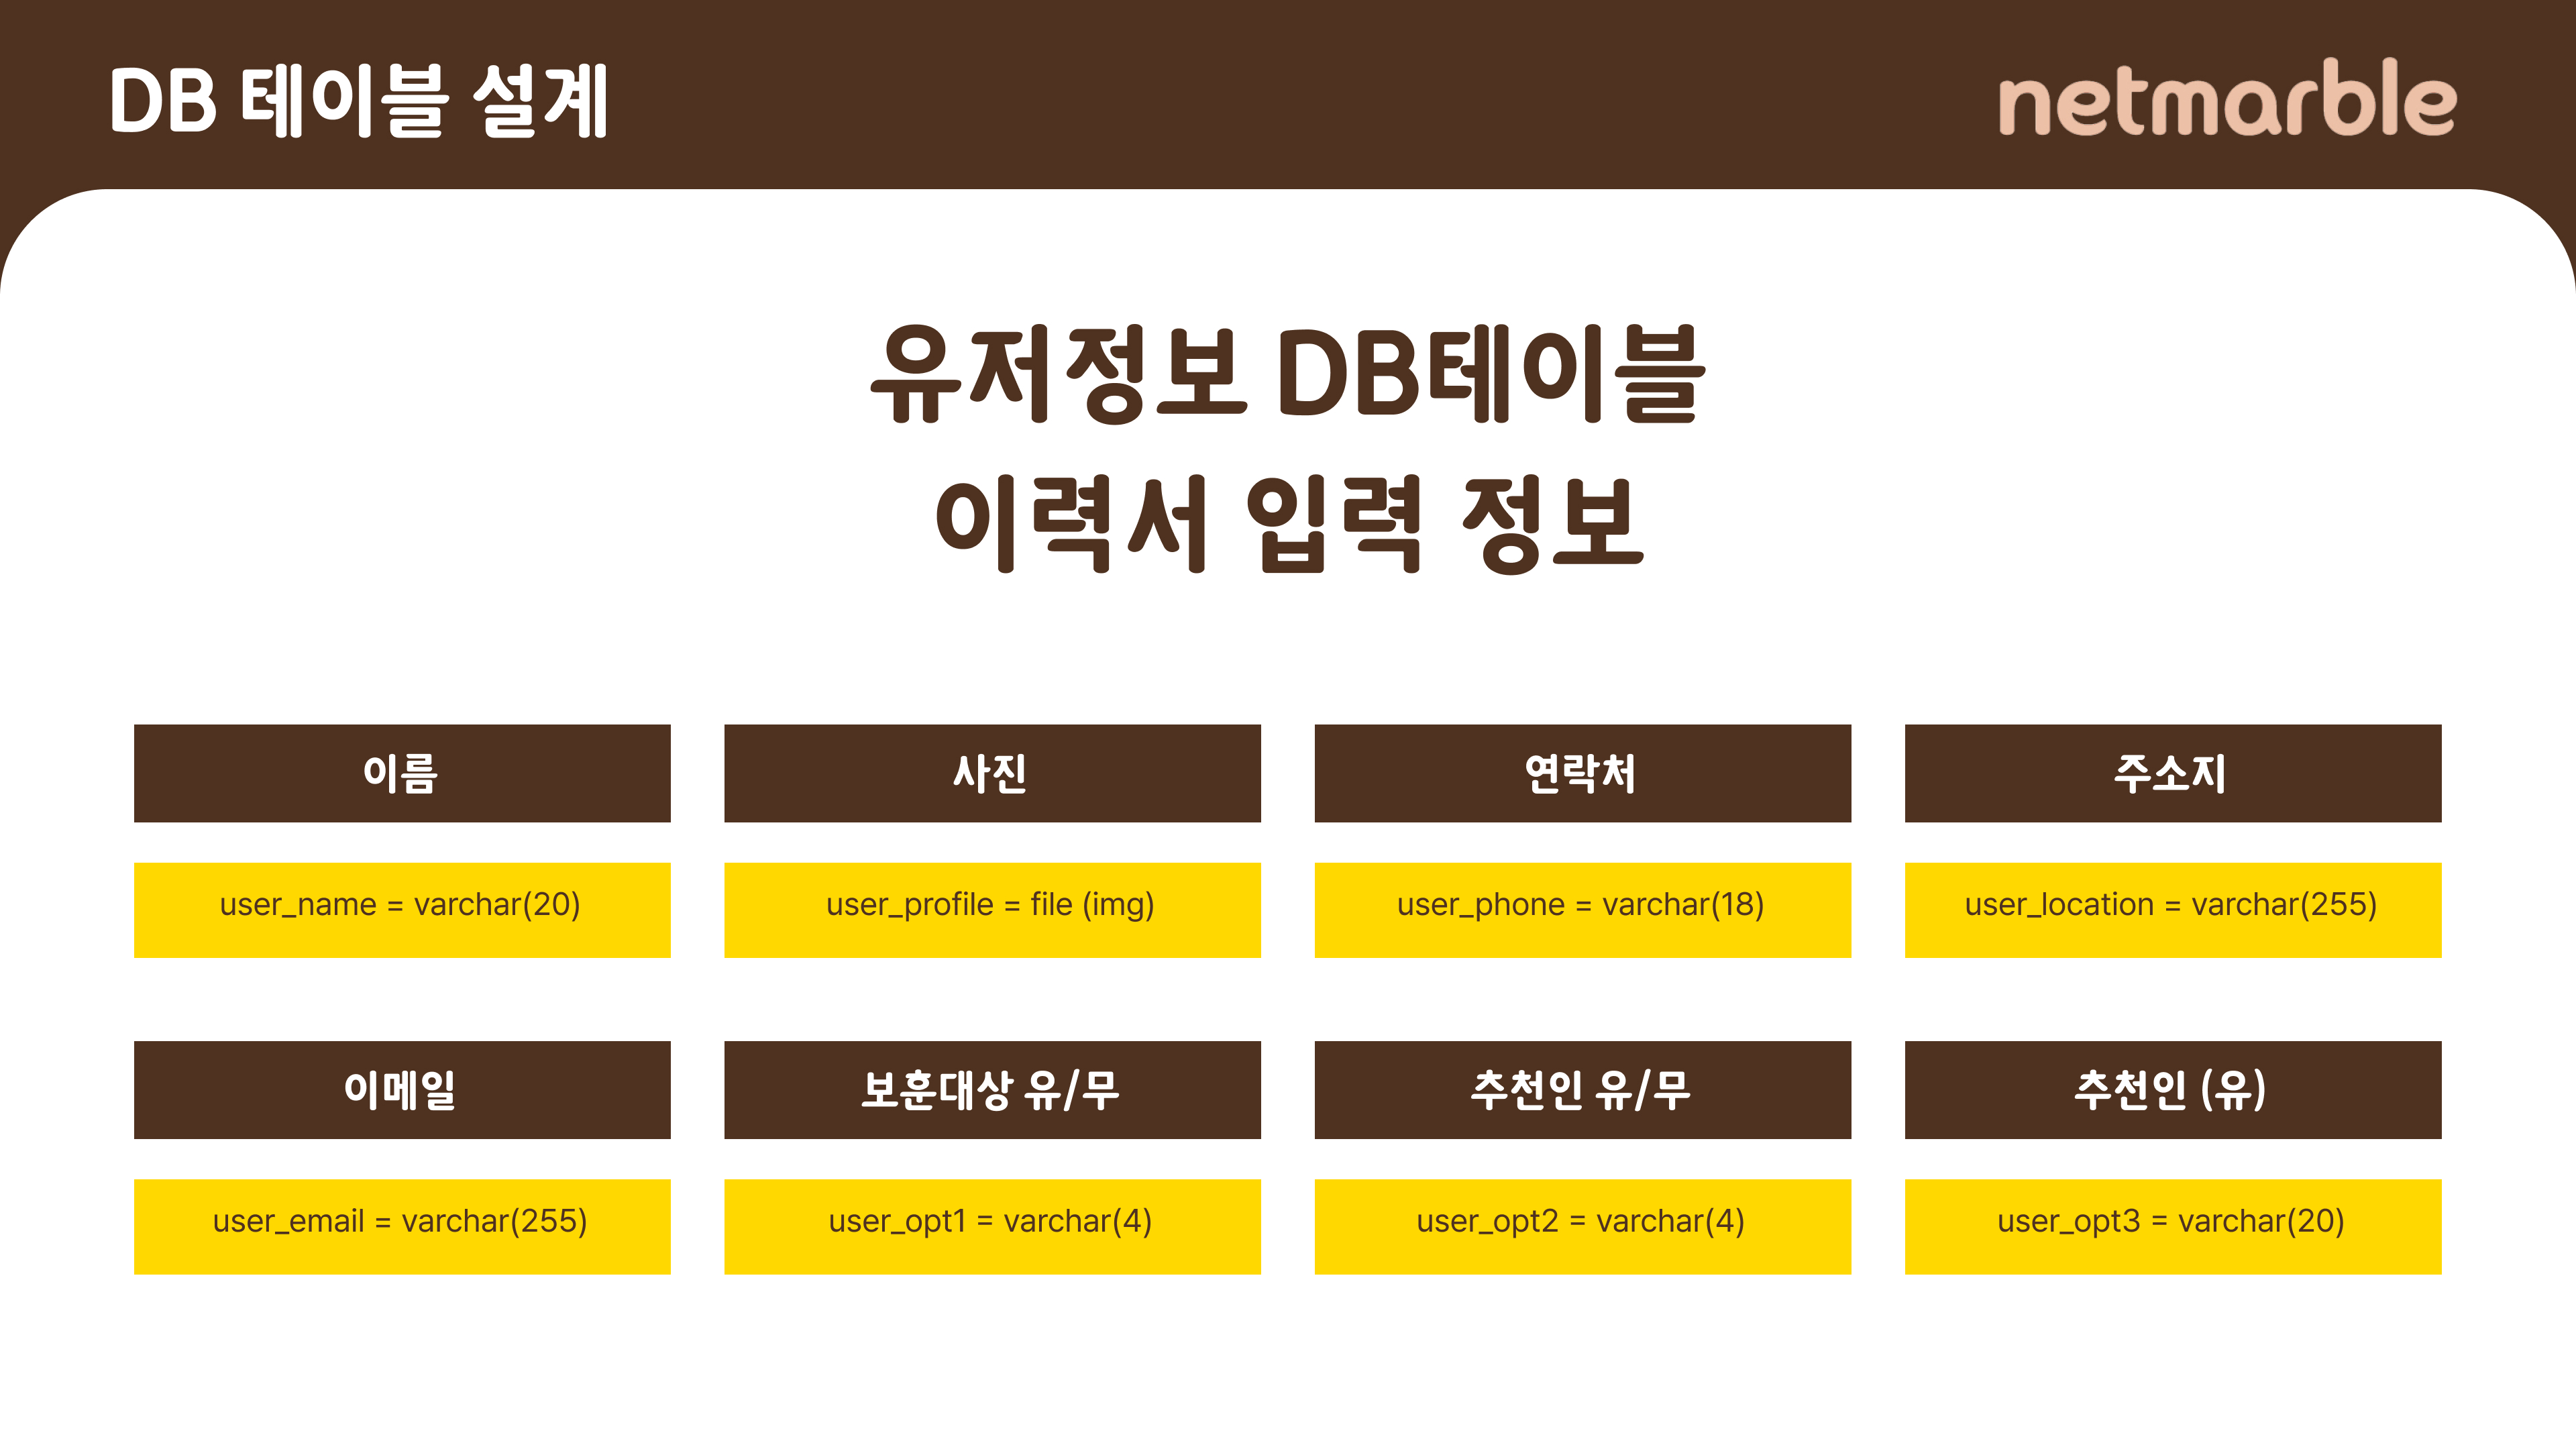 DB 테이블 설계
netmarble
유저정보 DB테이블
이력서 입력 정보
이름
사진
연락처
주소지
user_name = varchar(20)
user_profile = file (img)
user_phone = varchar(18)
user_location = varchar(255)
이메일
보훈대상 유/무
추천인 유/무
추천인 (유)
user_email = varchar(255)
user_opt1 = varchar(4)
user_opt2 = varchar(4)
user_opt3 = varchar(20)